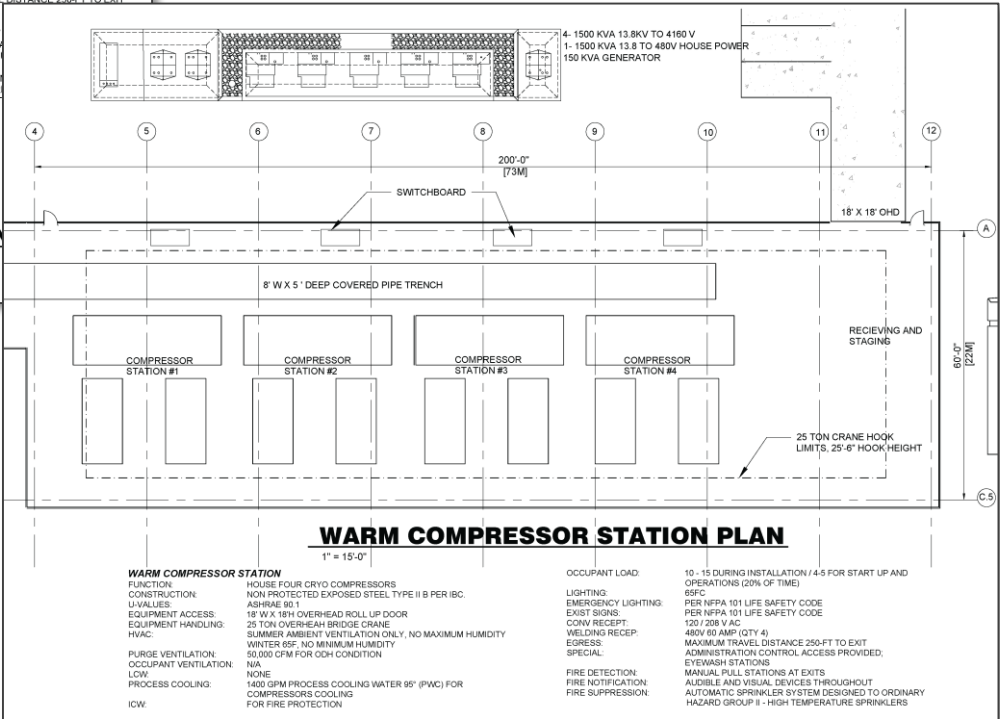 DISTANCE 250-FT TO EXIT
4- 1500 KVA 13.8KV TO 4160 V
1- 1500 KVA 13.8 TO 480V HOUSE POWER
150 KVA GENERATOR
4 5 6 7 8 9 10 11 12
200'-0"
[73M]
SWITCHBOARD
18' X 18' OHD
A
8' W X 5 ' DEEP COVERED PIPE TRENCH
RECIEVING AND
STAGING
60'-0"
[22M]
COMPRESSOR
STATION #1
COMPRESSOR
STATION #2
COMPRESSOR
STATION #3
COMPRESSOR
STATION #4
25 TON CRANE HOOK
LIMITS, 25'-6" HOOK HEIGHT
C.5
WARM COMPRESSOR STATION PLAN
1" = 15'-0"
WARM COMPRESSOR STATION
FUNCTION: HOUSE FOUR CRYO COMPRESSORS
CONSTRUCTION: NON PROTECTED EXPOSED STEEL TYPE II B PER IBC.
U-VALUES: ASHRAE 90.1
EQUIPMENT ACCESS: 18' W X 18'H OVERHEAD ROLL UP DOOR
EQUIPMENT HANDLING: 25 TON OVERHEAH BRIDGE CRANE
HVAC: SUMMER AMBIENT VENTILATION ONLY, NO MAXIMUM HUMIDITY
WINTER 65F, NO MINIMUM HUMIDITY
PURGE VENTILATION: 50,000 CFM FOR ODH CONDITION
OCCUPANT VENTILATION: N/A
LCW: NONE
PROCESS COOLING: 1400 GPM PROCESS COOLING WATER 95° (PWC) FOR
COMPRESSORS COOLING
ICW: FOR FIRE PROTECTION
OCCUPANT LOAD: 10 - 15 DURING INSTALLATION / 4-5 FOR START UP AND
OPERATIONS (20% OF TIME)
LIGHTING: 65FC
EMERGENCY LIGHTING: PER NFPA 101 LIFE SAFETY CODE
EXIST SIGNS: PER NFPA 101 LIFE SAFETY CODE
CONV RECEPT: 120 / 208 V AC
WELDING RECEP: 480V 60 AMP (QTY 4)
EGRESS: MAXIMUM TRAVEL DISTANCE 250-FT TO EXIT
SPECIAL: ADMINISTRATION CONTROL ACCESS PROVIDED;
EYEWASH STATIONS
FIRE DETECTION: MANUAL PULL STATIONS AT EXITS
FIRE NOTIFICATION: AUDIBLE AND VISUAL DEVICES THROUGHOUT
FIRE SUPPRESSION: AUTOMATIC SPRINKLER SYSTEM DESIGNED TO ORDINARY
HAZARD GROUP II - HIGH TEMPERATURE SPRINKLERS